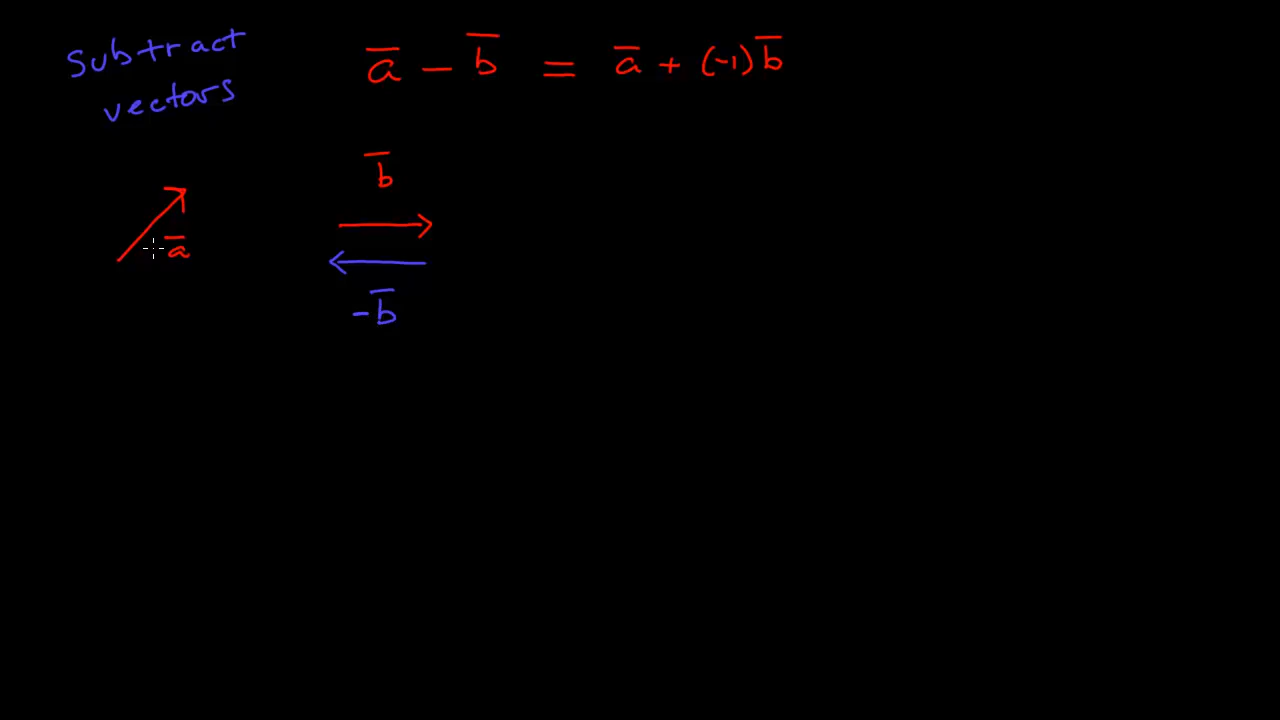 Subtract
vectors
a̅ - b̅ = a̅ + (-1) b̅
b̅
a̅
-b̅